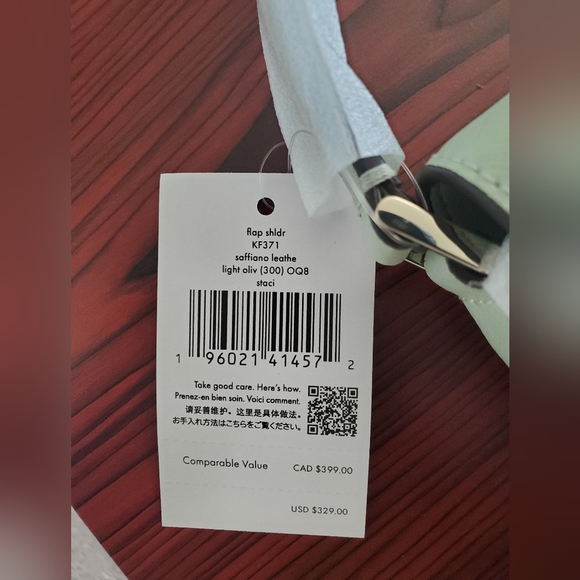 flap shldr
KF371
saffiano leathe
light oliv (300) OQ8
staci
1 96021 41457 2
Take good care. Here's how.
Prenez-en bien soin. Voici comment.
请妥善维护。这里是具体做法。
お手入れ方法はこちらをご覧ください。
Comparable Value CAD $399.00
USD $329.00